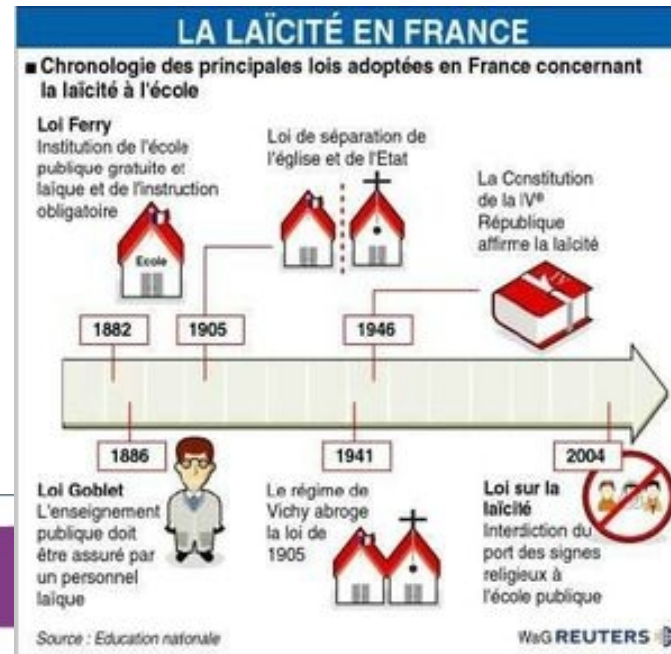 LA LAÏCITÉ EN FRANCE
■ Chronologie des principales lois adoptées en France concernant
la laïcité à l'école
Loi Ferry
Institution de l'école
publique gratuite et
laïque et de l'instruction
obligatoire
Ecole
Loi de séparation de
l'église et de l'Etat
La Constitution
de la IVe
République
affirme la laïcité
IV
1882
1905
1946
1886
1941
2004
Loi Goblet
L'enseignement
publique doit
être assuré par
un personnel
laïque
Le régime de
Vichy abroge
la loi de
1905
Loi sur la
laïcité
Interdiction du
port des signes
religieux à
l'école publique
Source : Education nationale
WaG REUTERS